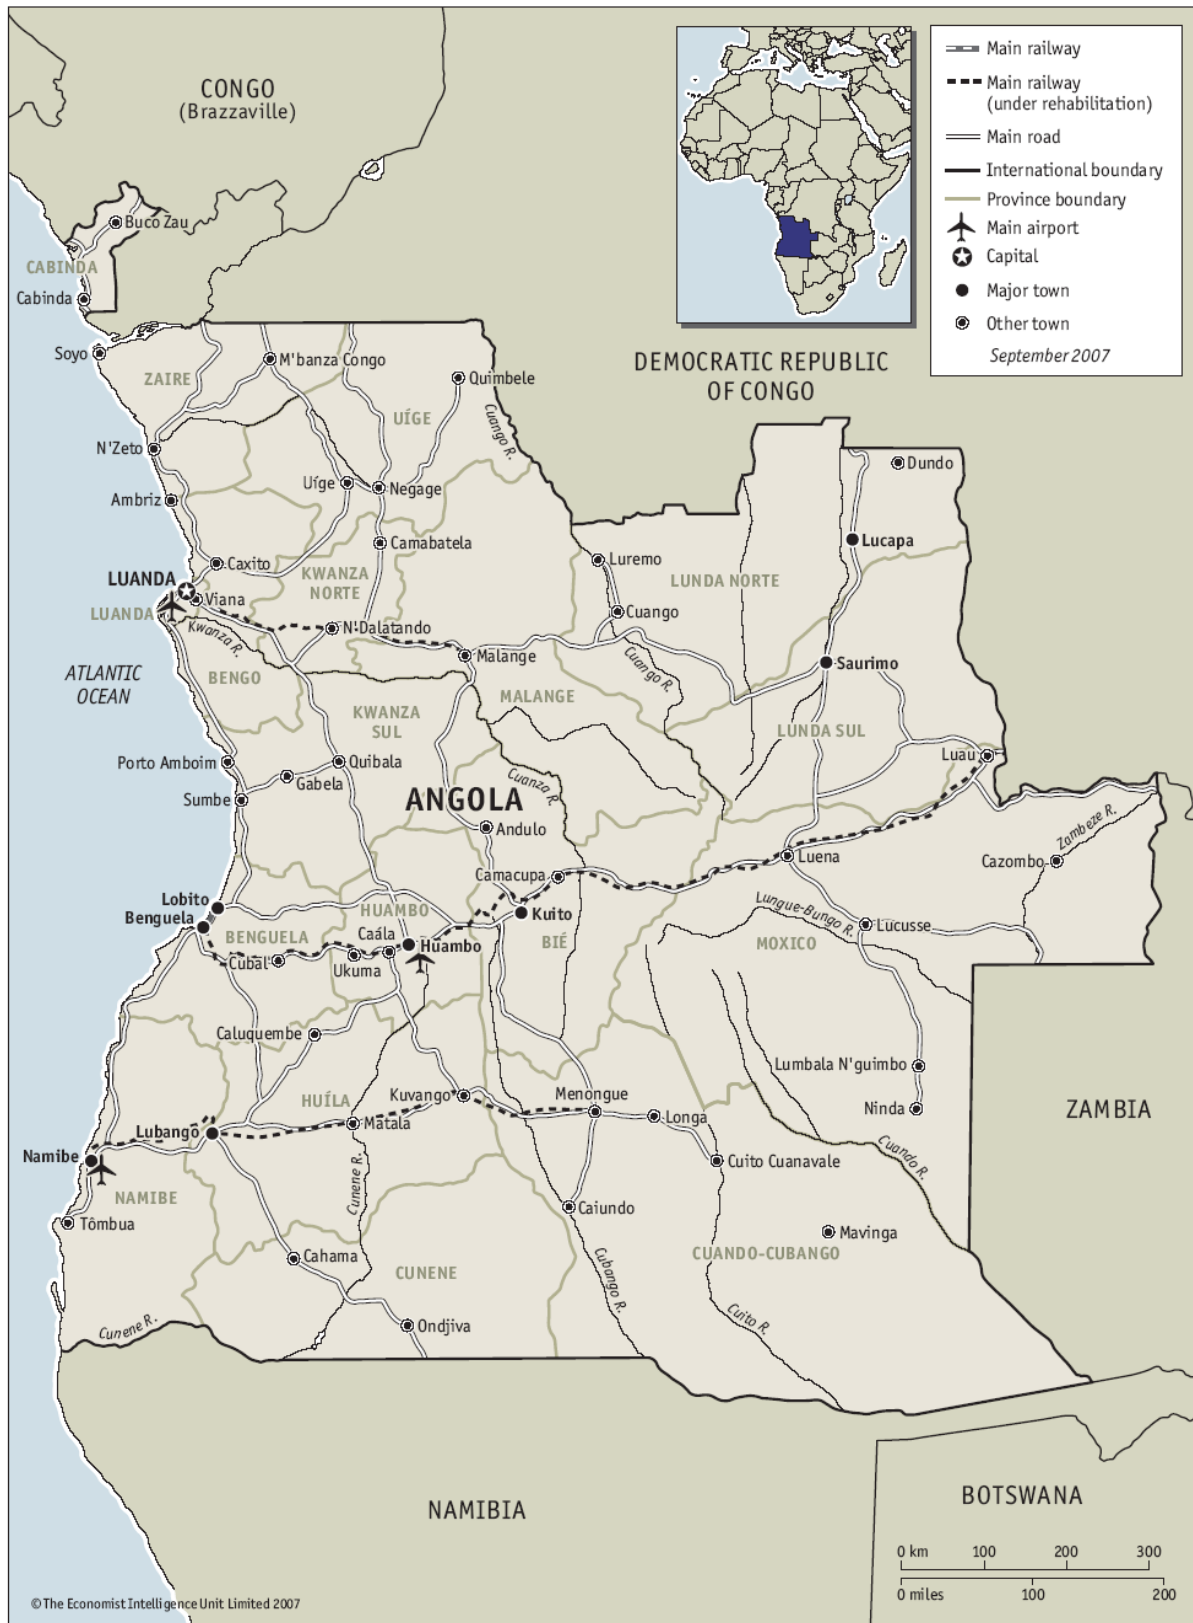 CONGO
(Brazzaville)
Main railway
Main railway
(under rehabilitation)
Main road
International boundary
Province boundary
Main airport
Capital
Major town
Other town
September 2007
Buco Zau
CABINDA
Cabinda
Soyo
M'banza Congo
ZAIRE
Quimbele
DEMOCRATIC REPUBLIC
OF CONGO
UÍGE
Cuango R.
N'Zeto
Dundo
Uíge
Negage
Ambriz
Camabatela
Lucapa
Caxito
Luremo
KWANZA
NORTE
LUNDA NORTE
LUANDA
Viana
LUANDA
Cuango
Kwanza R.
N'Dalatando
Malange
Cuango R.
Saurimo
ATLANTIC
OCEAN
BENGO
MALANGE
KWANZA
SUL
LUNDA SUL
Luau
Porto Amboim
Quibala
Gabela
Cuanza R.
Sumbe
ANGOLA
Andulo
Zambeze R.
Luena
Cazombo
Camacupa
Lobito
Benguela
HUAMBO
Kuito
Lungue-Bungo R.
Lucusse
BENGUELA
Caála
Huambo
BIÉ
MOXICO
Cubal
Ukuma
Caluquembe
Lumbala N'guimbo
HUÍLA
Kuvango
Menongue
Ninda
Longa
ZAMBIA
Lubango
Matala
Cuando R.
Namibe
Cuito Cuanavale
Cunene R.
NAMIBE
Caiundo
Tômbua
Mavinga
Cahama
CUNENE
CUANDO-CUBANGO
Cubango R.
Cuito R.
Cunene R.
Ondjiva
NAMIBIA
BOTSWANA
0 km 100 200 300
0 miles 100 200
© The Economist Intelligence Unit Limited 2007